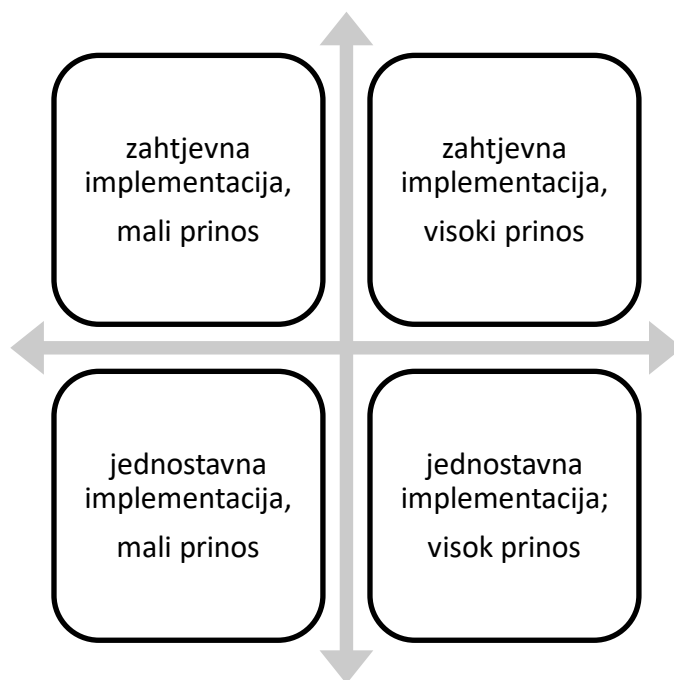 zahtjevna
implementacija,
mali prinos
zahtjevna
implementacija,
visoki prinos
jednostavna
implementacija,
mali prinos
jednostavna
implementacija;
visok prinos